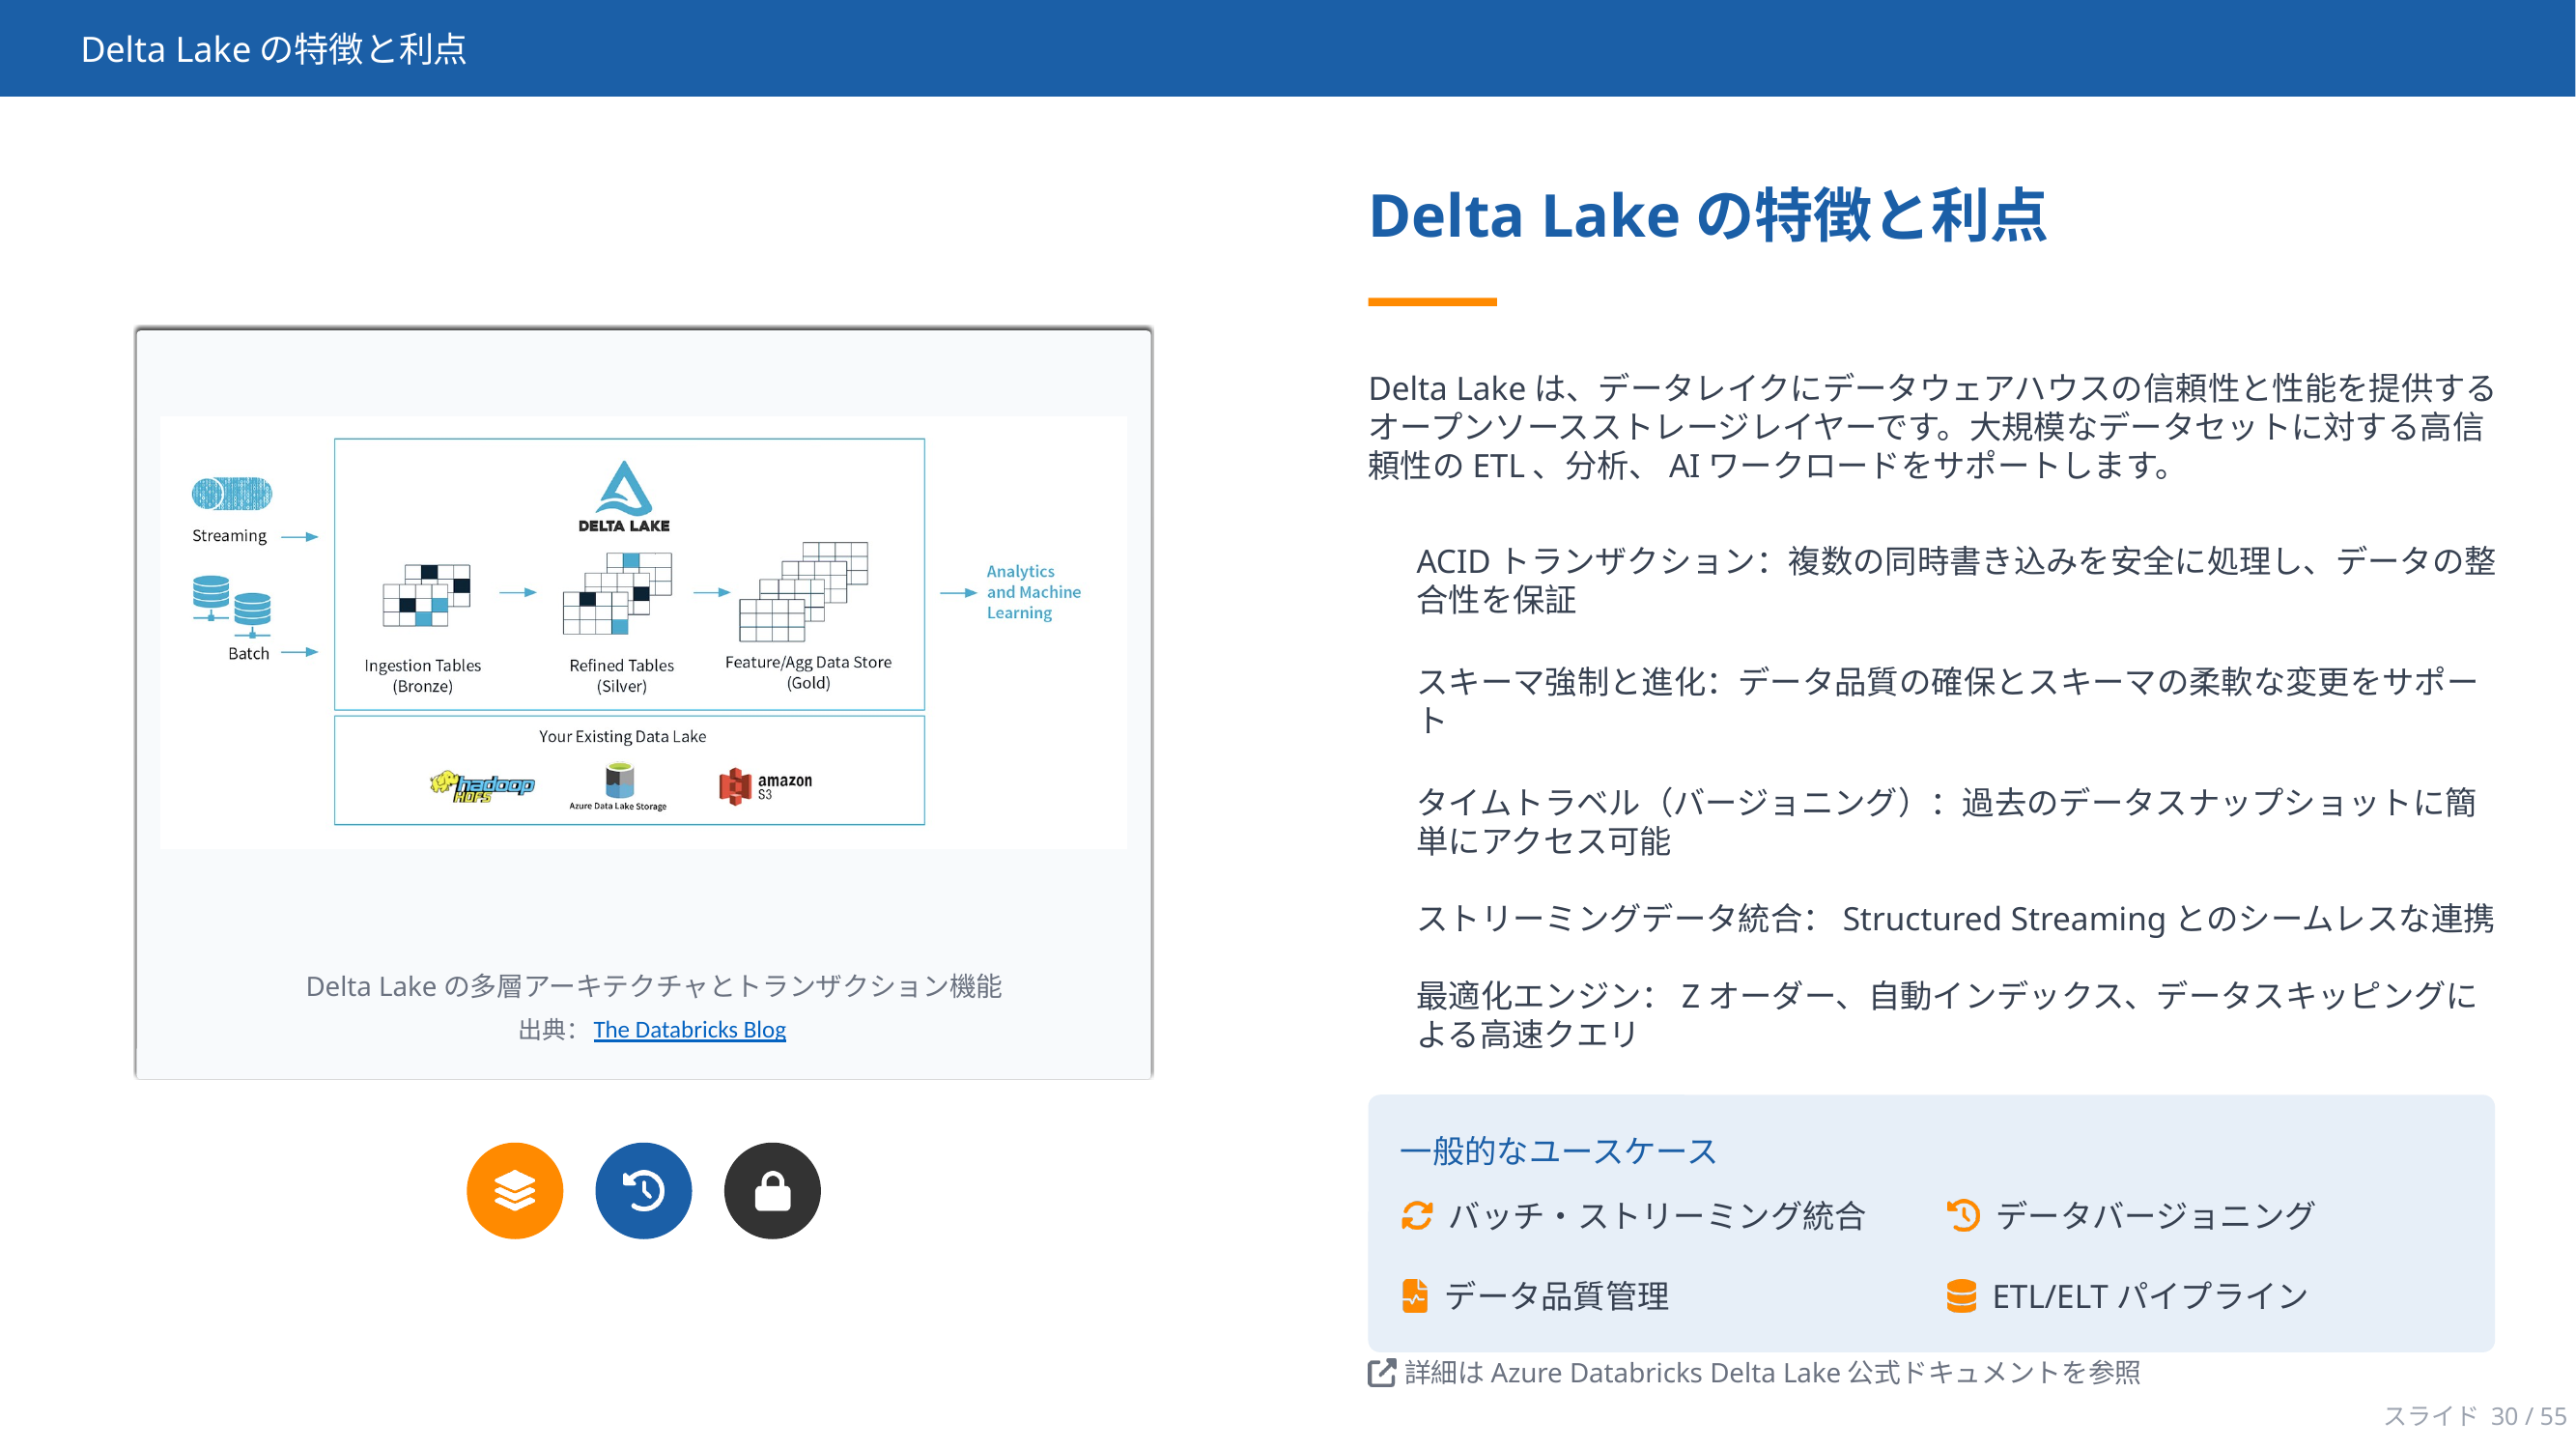 Delta Lake の特徴と利点
DELTA LAKE
Streaming
Batch
Ingestion Tables
(Bronze)
Refined Tables
(Silver)
Feature/Agg Data Store
(Gold)
Analytics
and Machine
Learning
Your Existing Data Lake
hadoop
HDFS
Azure Data Lake Storage
amazon
S3
Delta Lake の多層アーキテクチャとトランザクション機能
出典： The Databricks Blog
Delta Lake の特徴と利点
Delta Lake は、データレイクにデータウェアハウスの信頼性と性能を提供する
オープンソースストレージレイヤーです。大規模なデータセットに対する高信
頼性の ETL 、分析、 AI ワークロードをサポートします。
ACID トランザクション：複数の同時書き込みを安全に処理し、データの整
合性を保証
スキーマ強制と進化：データ品質の確保とスキーマの柔軟な変更をサポー
ト
タイムトラベル（バージョニング）：過去のデータスナップショットに簡
単にアクセス可能
ストリーミングデータ統合： Structured Streaming とのシームレスな連携
最適化エンジン： Z オーダー、自動インデックス、データスキッピングに
よる高速クエリ
一般的なユースケース
バッチ・ストリーミング統合
データバージョニング
データ品質管理
ETL/ELT パイプライン
詳細は Azure Databricks Delta Lake 公式ドキュメントを参照
スライド 30 / 55